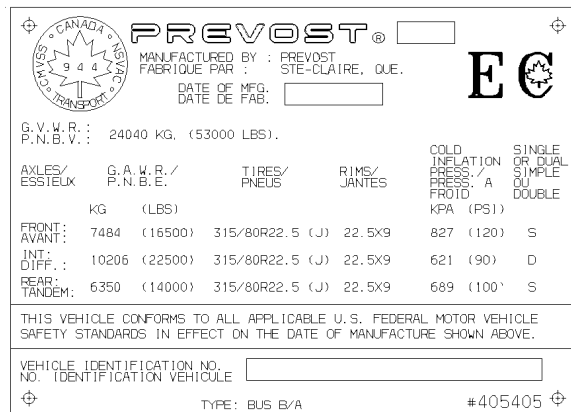 CANADA
CMVSS 944 NSVAC
TRANSPORT
PREVOST®
MANUFACTURED BY : PREVOST
FABRIQUE PAR : STE-CLAIRE, QUE.
DATE OF MFG.
DATE DE FAB.
EC
G.V.W.R. :
P.N.B.V. : 24040 KG. (53000 LBS).
AXLES/ G.A.W.R./ TIRES/ RIMS/ COLD INFLATION PRESS./ SINGLE OR DUAL
ESSIEUX P.N.B.E. PNEUS JANTES PRESS. A FROID SIMPLE OU DOUBLE
KG (LBS) KPA (PSI)
FRONT:
AVANT: 7484 (16500) 315/80R22.5 (J) 22.5X9 827 (120) S
INT:
DIFF.: 10206 (22500) 315/80R22.5 (J) 22.5X9 621 (90) D
REAR:
TANDEM: 6350 (14000) 315/80R22.5 (J) 22.5X9 689 (100) S
THIS VEHICLE CONFORMS TO ALL APPLICABLE U.S. FEDERAL MOTOR VEHICLE
SAFETY STANDARDS IN EFFECT ON THE DATE OF MANUFACTURE SHOWN ABOVE.
VEHICLE IDENTIFICATION NO.
NO. IDENTIFICATION VEHICULE
TYPE: BUS B/A
#405405